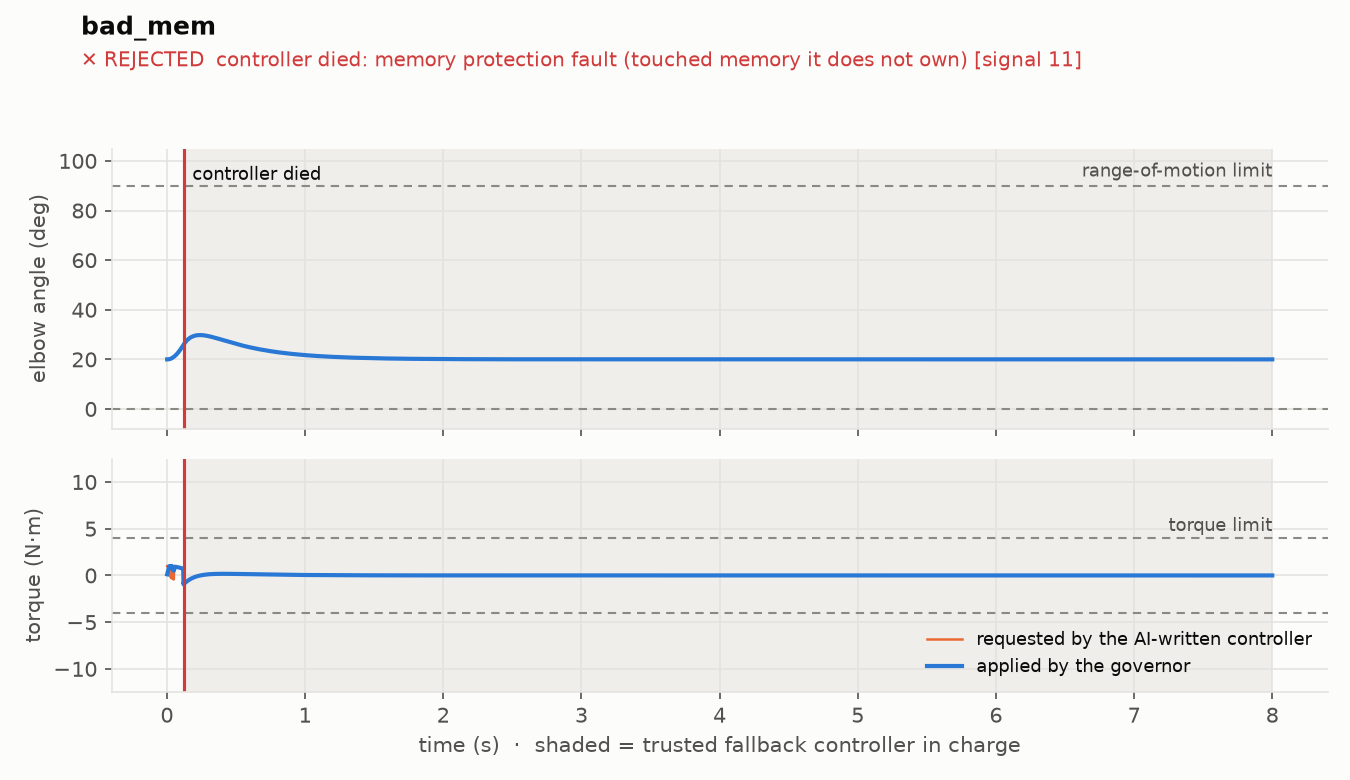 bad_mem
✕ REJECTED  controller died: memory protection fault (touched memory it does not own) [signal 11]
controller died
range-of-motion limit
100
80
60
40
20
0
elbow angle (deg)
torque limit
10
5
0
−5
−10
torque (N·m)
requested by the AI-written controller
applied by the governor
0 1 2 3 4 5 6 7 8
time (s)  ·  shaded = trusted fallback controller in charge